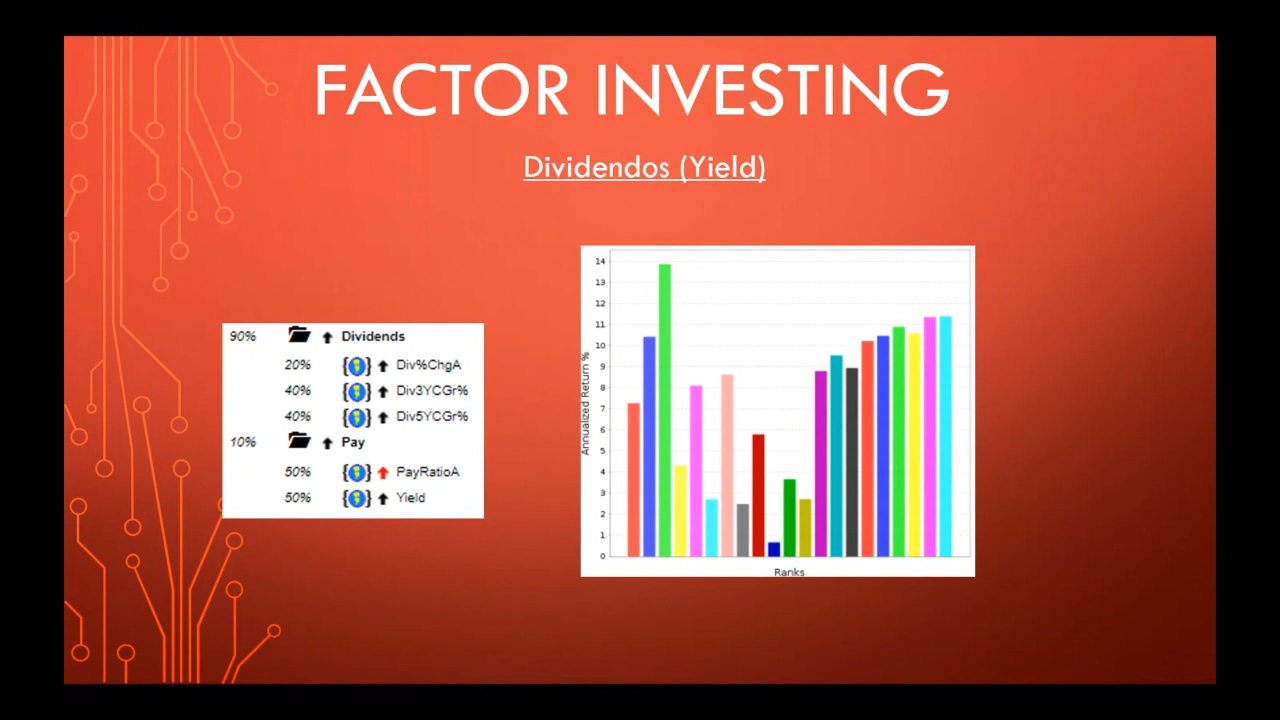 FACTOR INVESTING
Dividendos (Yield)
90% Dividends
20% Div%ChgA
40% Div3YCGr%
40% Div5YCGr%
10% Pay
50% PayRatioA
50% Yield
Annualized Return %
14
13
12
11
10
9
8
7
6
5
4
3
2
1
0
Ranks